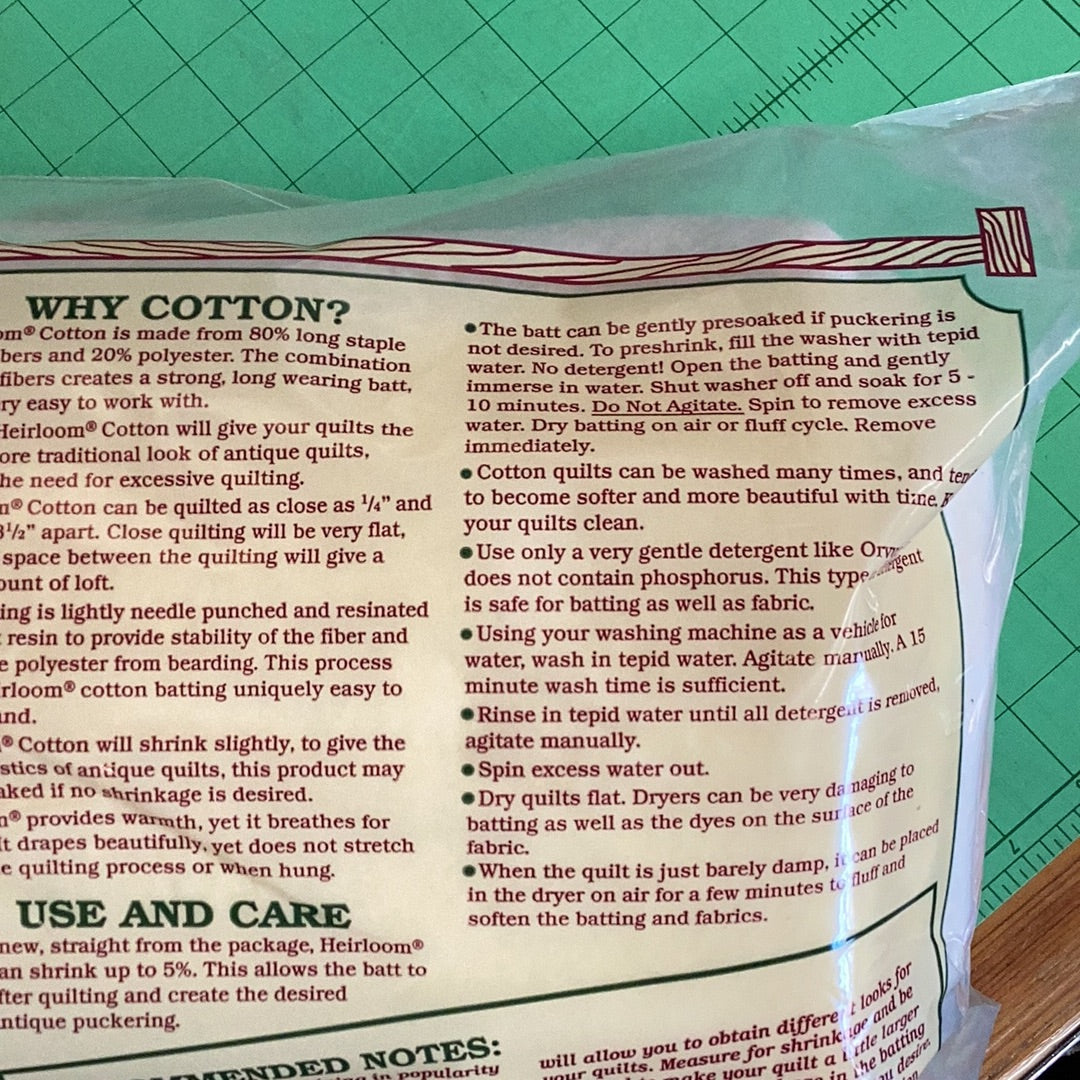 WHY COTTON?
om® Cotton is made from 80% long staple
bers and 20% polyester. The combination
fibers creates a strong, long wearing batt,
ry easy to work with.
Heirloom® Cotton will give your quilts the
ore traditional look of antique quilts,
he need for excessive quilting.
n® Cotton can be quilted as close as 1/4" and
31/2" apart. Close quilting will be very flat,
space between the quilting will give a
ount of loft.
ing is lightly needle punched and resinated
resin to provide stability of the fiber and
e polyester from bearding. This process
rloom® cotton batting uniquely easy to
and.
® Cotton will shrink slightly, to give the
stics of antique quilts, this product may
aked if no shrinkage is desired.
n® provides warmth, yet it breathes for
It drapes beautifully, yet does not stretch
e quilting process or when hung.
USE AND CARE
new, straight from the package, Heirloom®
an shrink up to 5%. This allows the batt to
fter quilting and create the desired
ntique puckering.
MMENDED NOTES:
in popularity
•The batt can be gently presoaked if puckering is
not desired. To preshrink, fill the washer with tepid
water. No detergent! Open the batting and gently
immerse in water. Shut washer off and soak for 5 -
10 minutes. Do Not Agitate. Spin to remove excess
water. Dry batting on air or fluff cycle. Remove
immediately.
•Cotton quilts can be washed many times, and tend
to become softer and more beautiful with time.
your quilts clean.
•Use only a very gentle detergent like
does not contain phosphorus. This type
is safe for batting as well as fabric.
•Using your washing machine as a vehicle for
water, wash in tepid water. Agitate manually. A 15
minute wash time is sufficient.
•Rinse in tepid water until all detergent is removed,
agitate manually.
•Spin excess water out.
•Dry quilts flat. Dryers can be very damaging to
batting as well as the dyes on the surface of the
fabric.
•When the quilt is just barely damp, it can be placed
in the dryer on air for a few minutes to fluff and
soften the batting and fabrics.
will allow you to obtain different looks for
your quilts. Measure for shrinkage and be
make your quilt a little larger
in the batting
you desire.
7